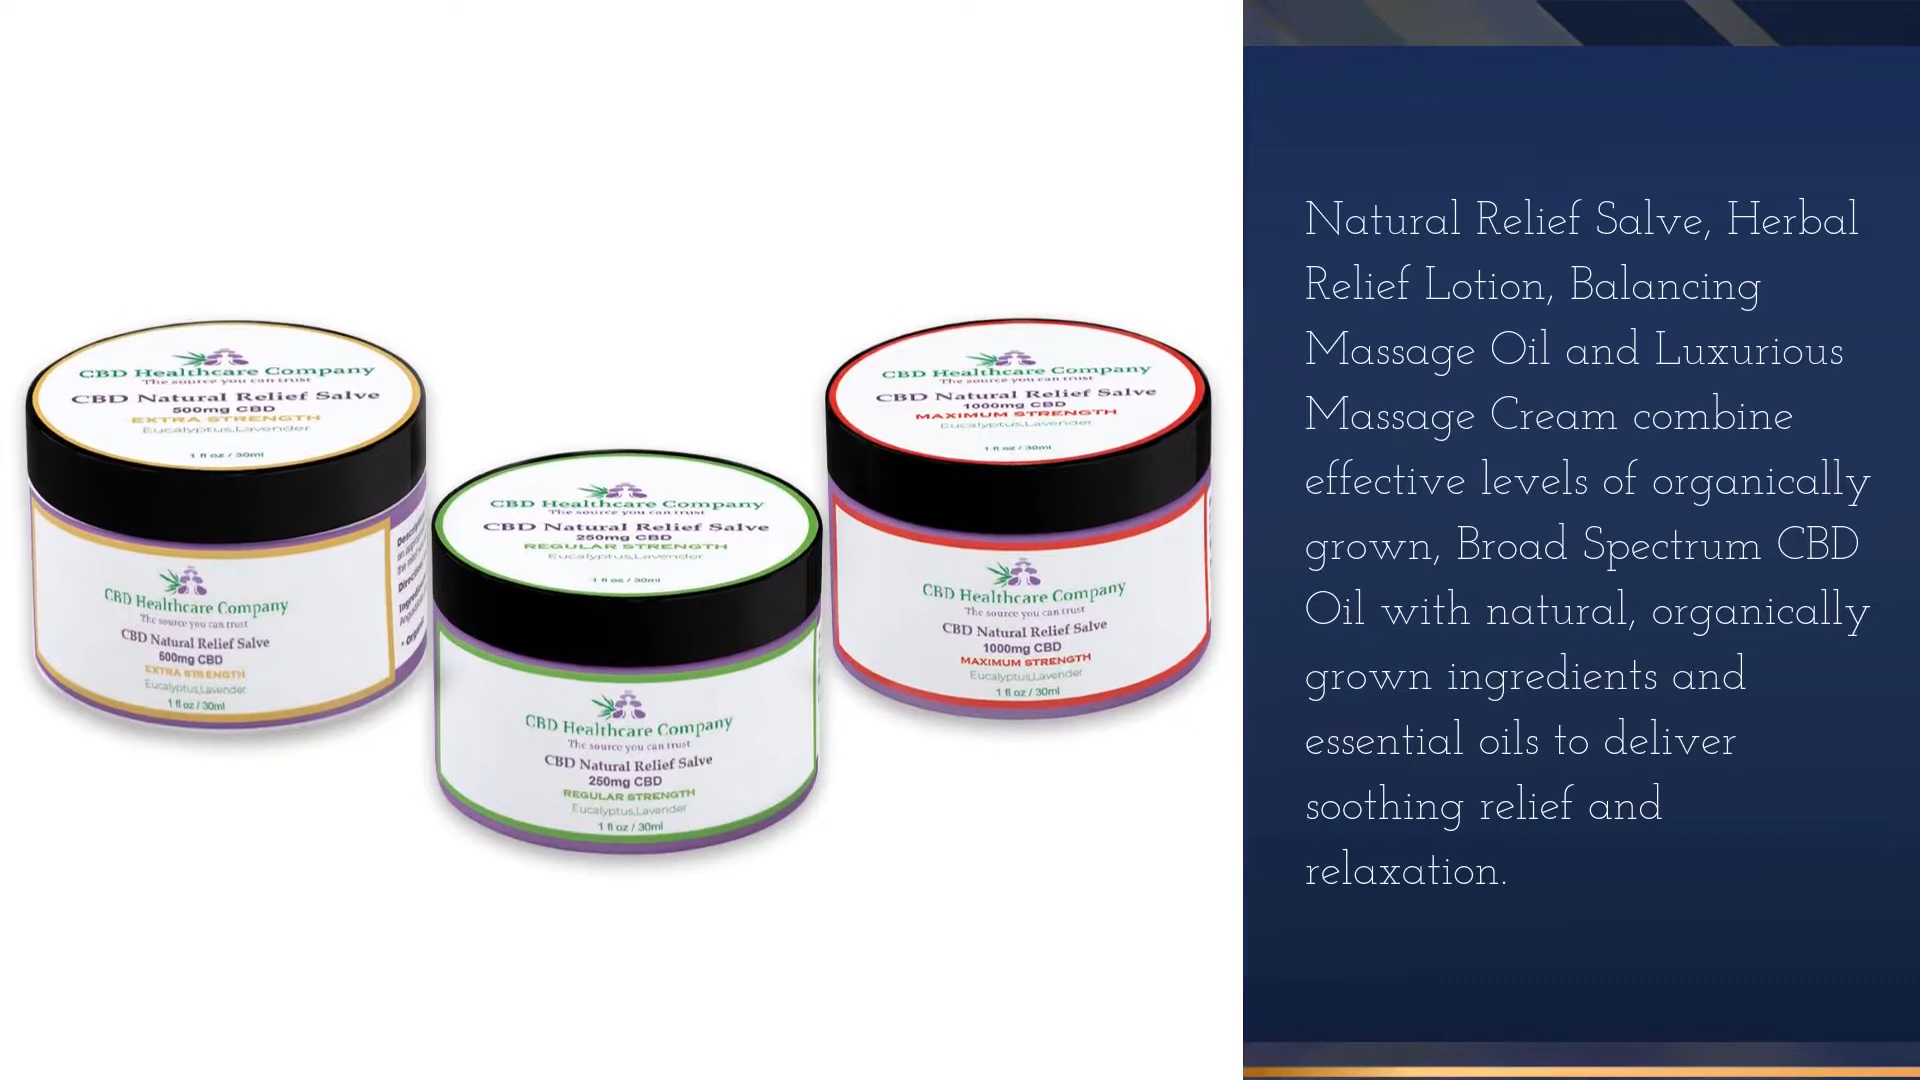 CBD Healthcare Company
The source you can trust
CBD Natural Relief Salve
500mg CBD
EXTRA STRENGTH
Eucalyptus,Lavender
1 fl oz / 30ml
CBD Healthcare Company
The source you can trust
CBD Natural Relief Salve
500mg CBD
EXTRA STRENGTH
Eucalyptus,Lavender
1 fl oz / 30ml
CBD Healthcare Company
The source you can trust
CBD Natural Relief Salve
250mg CBD
REGULAR STRENGTH
Eucalyptus,Lavender
1 fl oz / 30ml
CBD Healthcare Company
The source you can trust
CBD Natural Relief Salve
250mg CBD
REGULAR STRENGTH
Eucalyptus,Lavender
1 fl oz / 30ml
CBD Healthcare Company
The source you can trust
CBD Natural Relief Salve
1000mg CBD
MAXIMUM STRENGTH
Eucalyptus,Lavender
1 fl oz / 30ml
CBD Healthcare Company
The source you can trust
CBD Natural Relief Salve
1000mg CBD
MAXIMUM STRENGTH
Eucalyptus,Lavender
1 fl oz / 30ml
Natural Relief Salve, Herbal
Relief Lotion, Balancing
Massage Oil and Luxurious
Massage Cream combine
effective levels of organically
grown, Broad Spectrum CBD
Oil with natural, organically
grown ingredients and
essential oils to deliver
soothing relief and
relaxation.